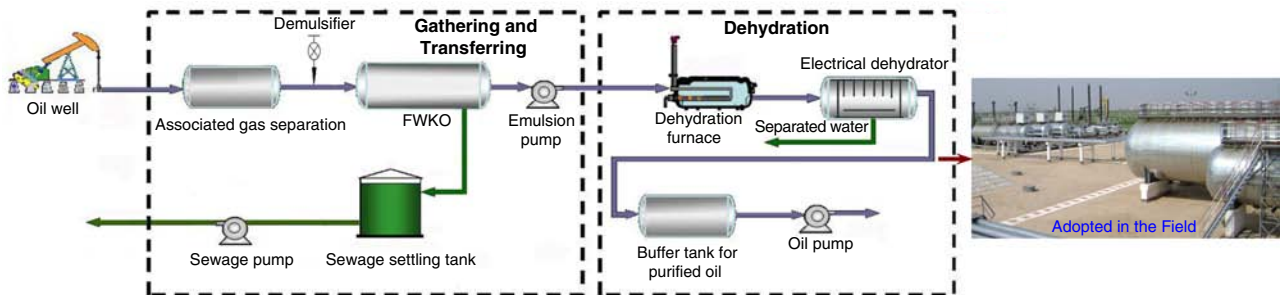 Demulsifier
Gathering and
Transferring
Oil well
Associated gas separation
FWKO
Emulsion
pump
Sewage pump
Sewage settling tank
Dehydration
Electrical dehydrator
Dehydration
furnace
Separated water
Buffer tank for
purified oil
Oil pump
Adopted in the Field